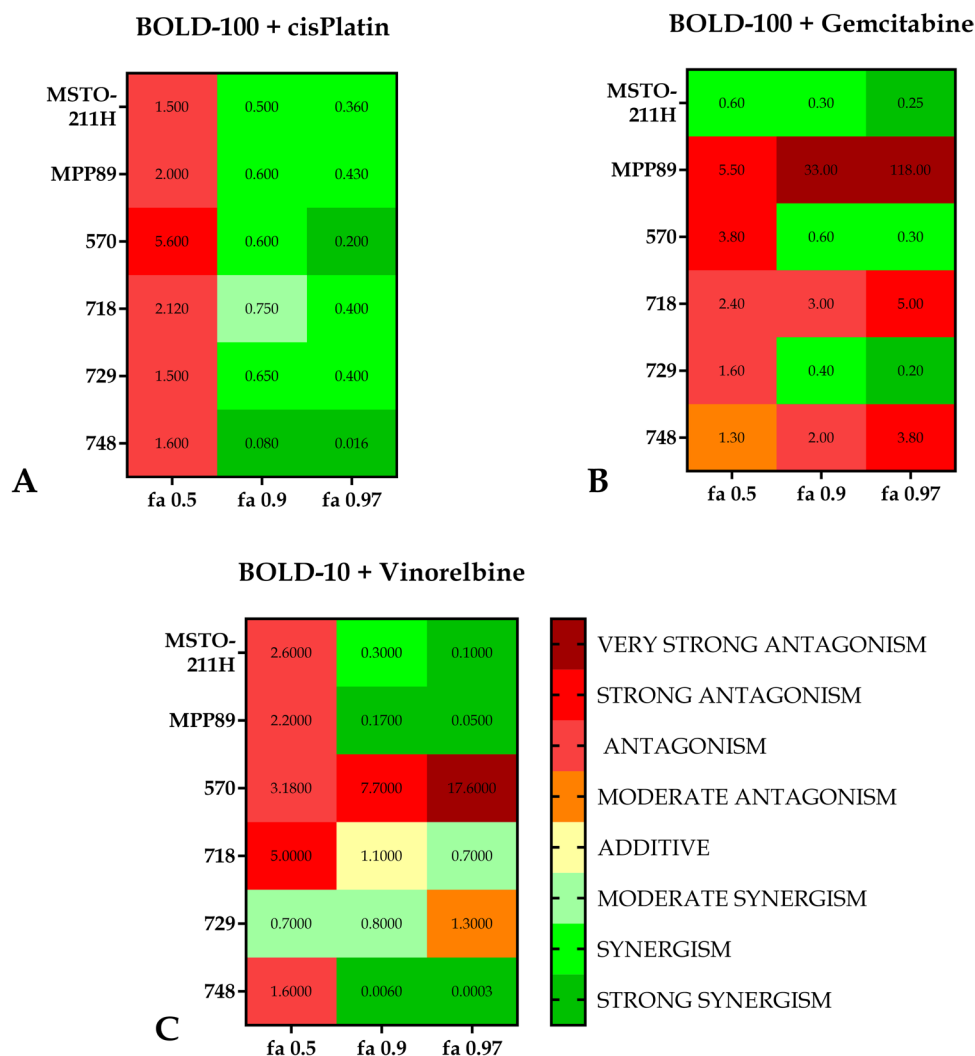 BOLD-100 + cisPlatin
MSTO-
211H
1.500 0.500 0.360
MPP89 2.000 0.600 0.430
570 5.600 0.600 0.200
718 2.120 0.750 0.400
729 1.500 0.650 0.400
748 1.600 0.080 0.016
A
fa 0.5 fa 0.9 fa 0.97
BOLD-100 + Gemcitabine
MSTO-
211H
0.60 0.30 0.25
MPP89 5.50 33.00 118.00
570 3.80 0.60 0.30
718 2.40 3.00 5.00
729 1.60 0.40 0.20
748 1.30 2.00 3.80
B
fa 0.5 fa 0.9 fa 0.97
BOLD-10 + Vinorelbine
MSTO-
211H
2.6000 0.3000 0.1000
MPP89 2.2000 0.1700 0.0500
570 3.1800 7.7000 17.6000
718 5.0000 1.1000 0.7000
729 0.7000 0.8000 1.3000
748 1.6000 0.0060 0.0003
C
fa 0.5 fa 0.9 fa 0.97
VERY STRONG ANTAGONISM
STRONG ANTAGONISM
ANTAGONISM
MODERATE ANTAGONISM
ADDITIVE
MODERATE SYNERGISM
SYNERGISM
STRONG SYNERGISM